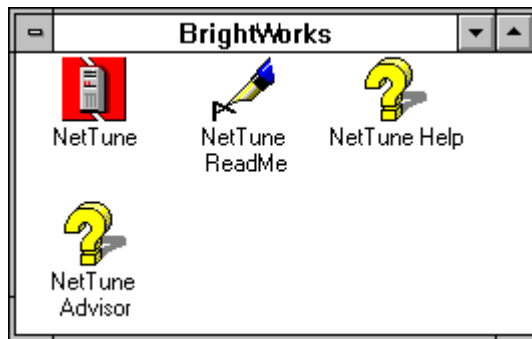 BrightWorks
NetTune
NetTune
ReadMe
NetTune Help
NetTune
Advisor